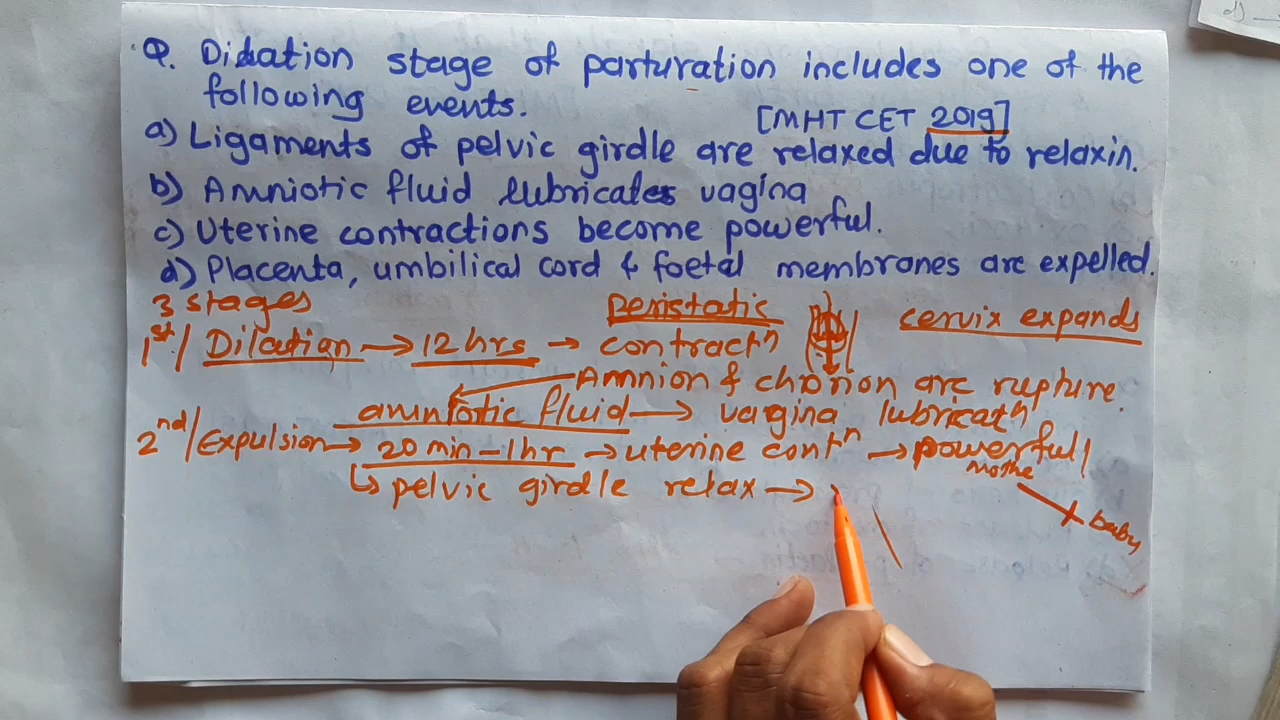 Q. Dilation stage of parturation includes one of the
following events. [MHT CET 2019]
a) Ligaments of pelvic girdle are relaxed due to relaxin.
b) Amniotic fluid lubricates vagina
c) Uterine contractions become powerful.
d) Placenta, umbilical cord & foetal membranes are expelled.
3 stages
1st/ Dilation → 12 hrs → peristatic contractn cervix expands
Amnion & chorion are rupture.
amniotic fluid → vagina lubricatn
2nd/Expulsion → 20 min - 1hr → uterine contn → powerful/
↳ pelvic girdle relax →
Mothe
baby
d)